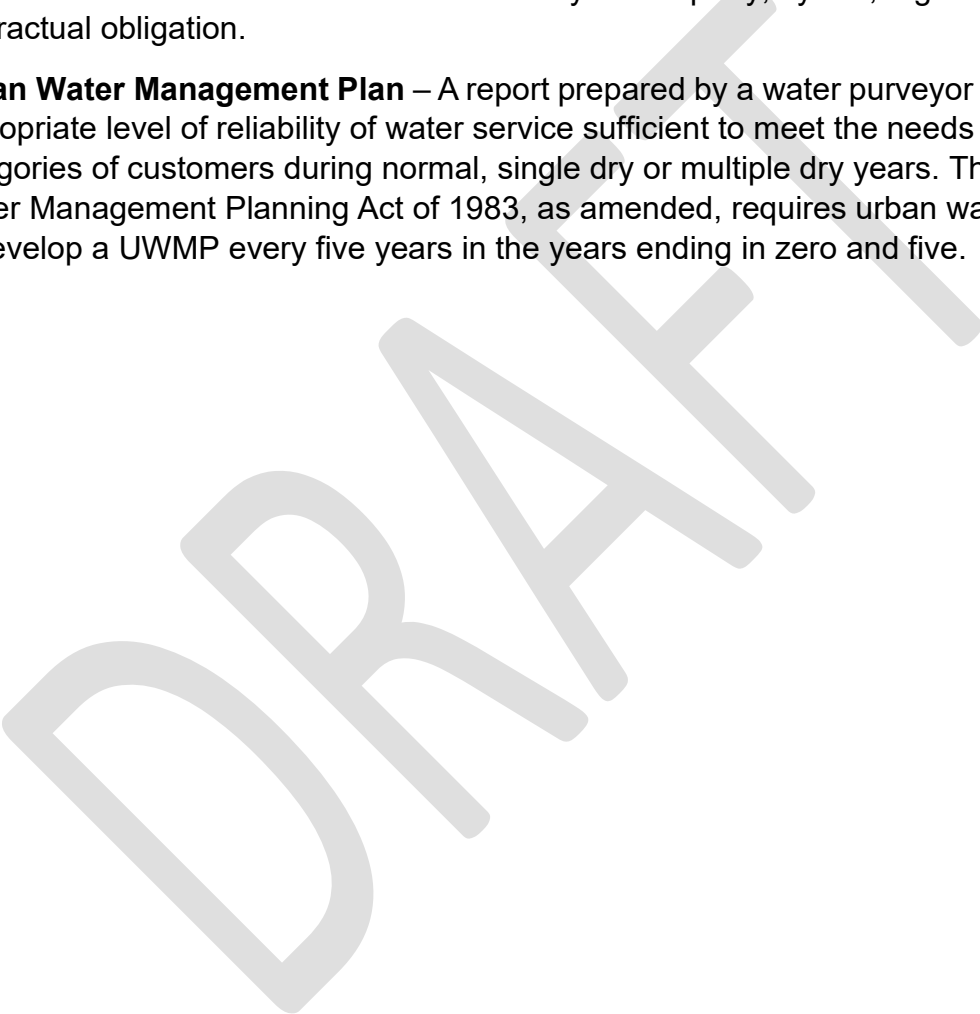 ractual obligation.
an Water Management Plan – A report prepared by a water purveyor
opriate level of reliability of water service sufficient to meet the needs
gories of customers during normal, single dry or multiple dry years. Th
er Management Planning Act of 1983, as amended, requires urban wa
evelop a UWMP every five years in the years ending in zero and five.
DRAFT